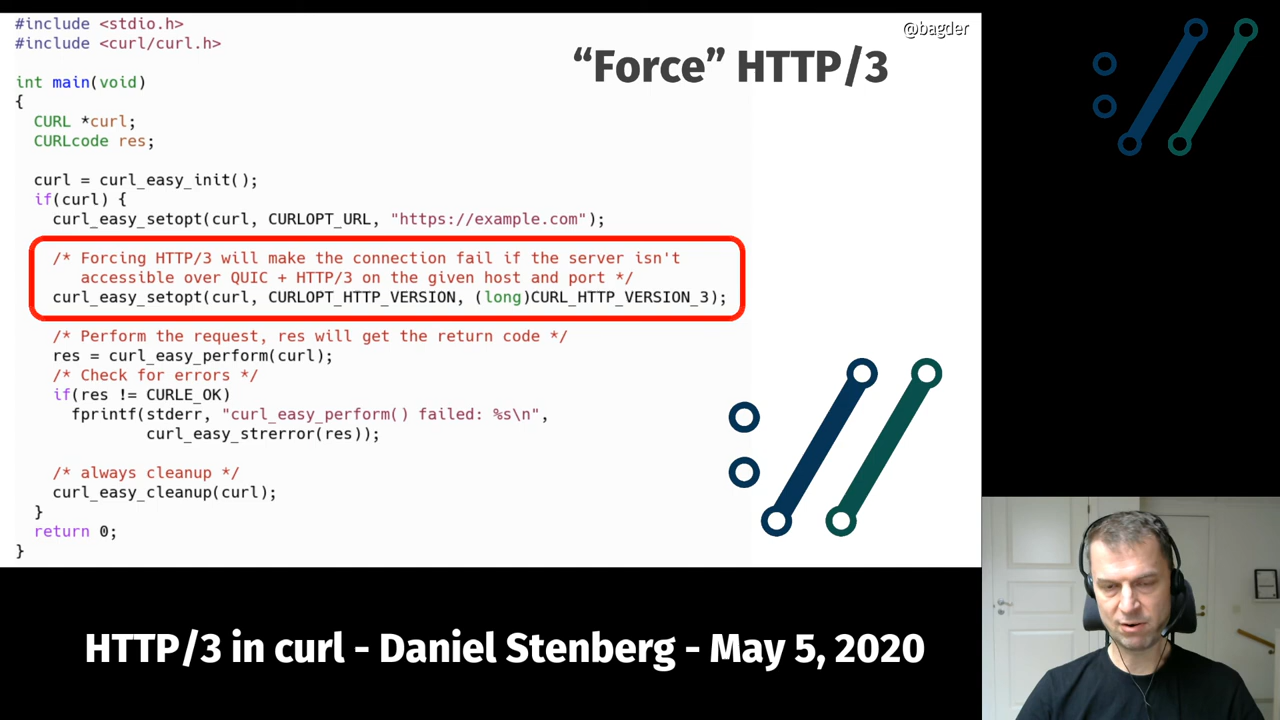 #include <stdio.h>
#include <curl/curl.h>
@bagder
“Force” HTTP/3
int main(void)
{
  CURL *curl;
  CURLcode res;
  curl = curl_easy_init();
  if(curl) {
    curl_easy_setopt(curl, CURLOPT_URL, "https://example.com");
    /* Forcing HTTP/3 will make the connection fail if the server isn't
       accessible over QUIC + HTTP/3 on the given host and port */
    curl_easy_setopt(curl, CURLOPT_HTTP_VERSION, (long)CURL_HTTP_VERSION_3);
    /* Perform the request, res will get the return code */
    res = curl_easy_perform(curl);
    /* Check for errors */
    if(res != CURLE_OK)
      fprintf(stderr, "curl_easy_perform() failed: %s\n",
              curl_easy_strerror(res));
    /* always cleanup */
    curl_easy_cleanup(curl);
  }
  return 0;
}
HTTP/3 in curl - Daniel Stenberg - May 5, 2020